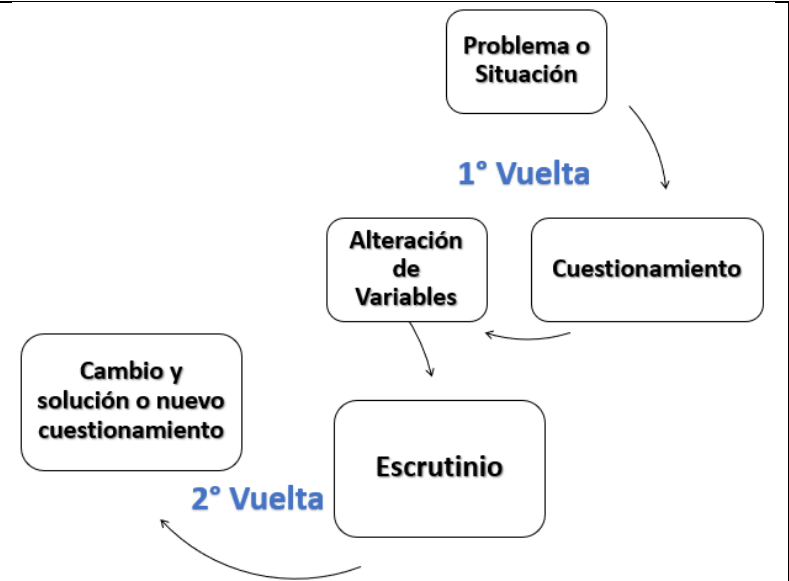 Problema o
Situación
1° Vuelta
Alteración
de
Variables
Cuestionamiento
Cambio y
solución o nuevo
cuestionamiento
Escrutinio
2° Vuelta